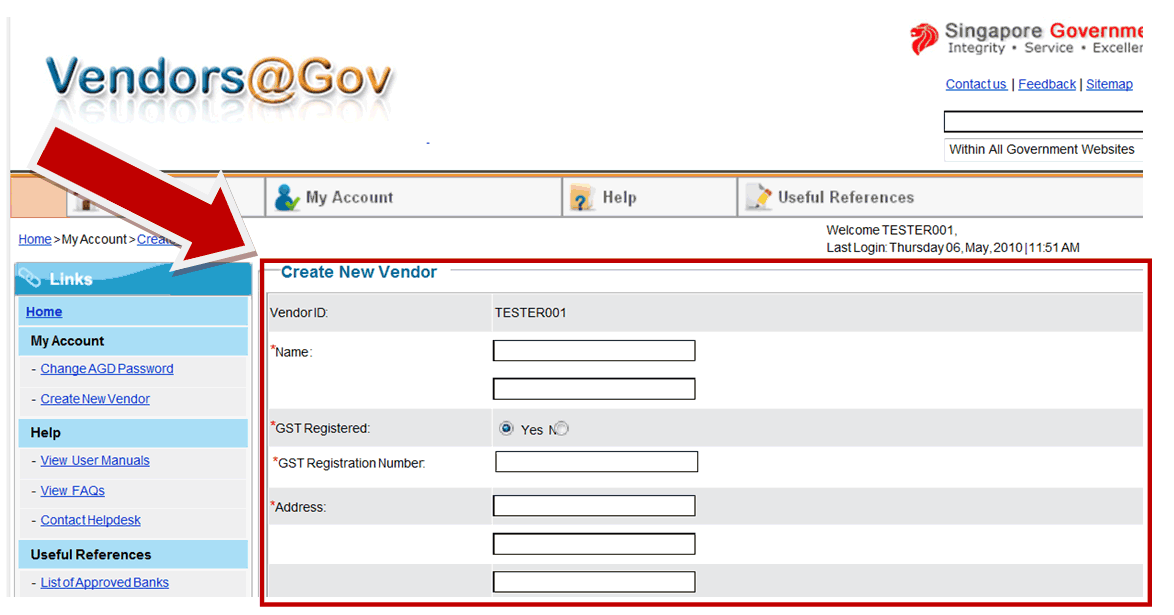 Singapore Governme
Integrity • Service • Exceller
Vendors@Gov
Contact us | Feedback | Sitemap
Within All Government Websites
My Account
Help
Useful References
Home > My Account > Create
Welcome TESTER001,
Last Login: Thursday 06, May, 2010 | 11:51 AM
Links
Home
My Account
- Change AGD Password
- Create New Vendor
Help
- View User Manuals
- View FAQs
- Contact Helpdesk
Useful References
- List of Approved Banks
Create New Vendor
Vendor ID: TESTER001
*Name:
*GST Registered: Yes N
*GST Registration Number:
*Address: